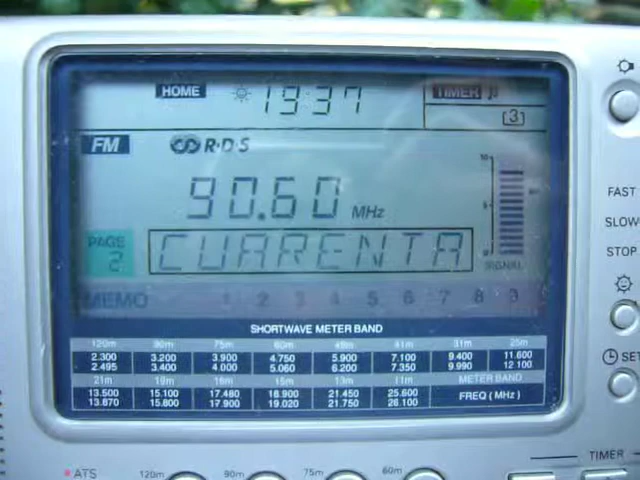 HOME 19:37 TIMER
3
FM R·D·S
90.60 MHz
10
5
0
SIGNAL
PAGE 2 CUARENTA
MEMO 1 2 3 4 5 6 7 8 9
SHORTWAVE METER BAND
120m 90m 75m 60m 49m 41m 31m 25m
2.300 3.200 3.900 4.750 5.900 7.100 9.400 11.600
2.495 3.400 4.000 5.060 6.200 7.350 9.990 12.100
21m 19m 16m 15m 13m 11m METER BAND
13.500 15.100 17.480 18.900 21.450 25.600 FREQ ( MHz )
13.870 15.800 17.900 19.020 21.750 26.100
FAST
SLOW
STOP
SET
TIMER
ATS 120m 90m 75m 60m